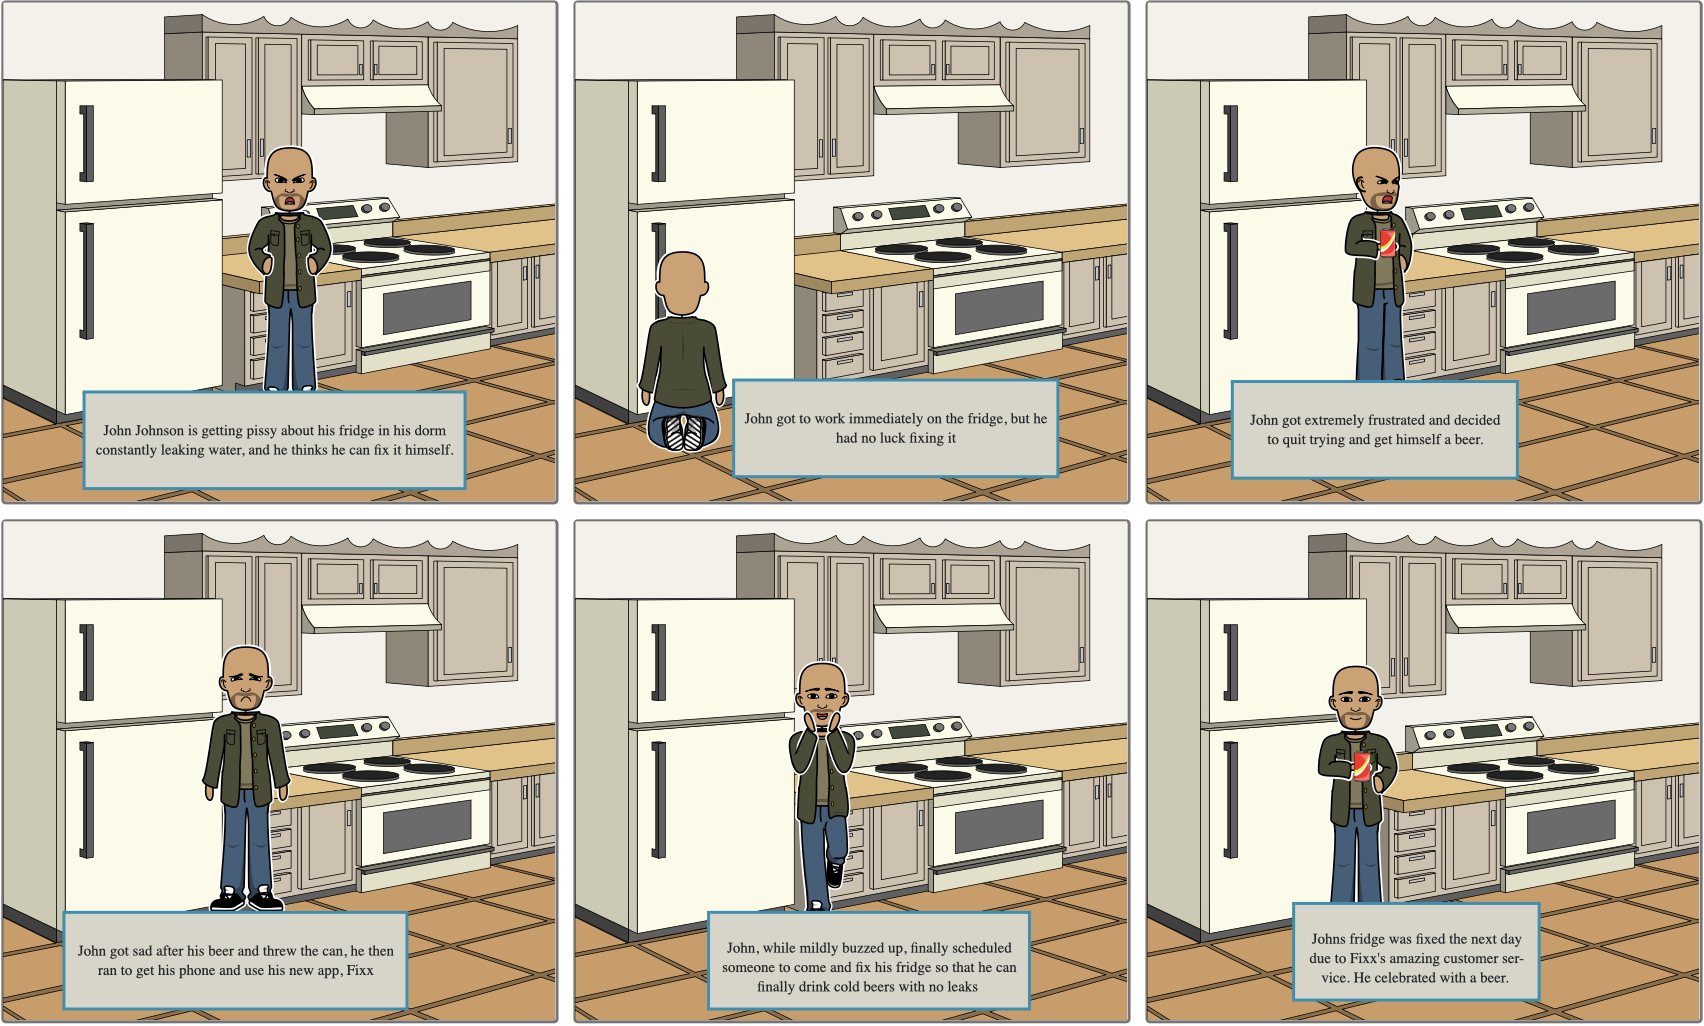 John Johnson is getting pissy about his fridge in his dorm
constantly leaking water, and he thinks he can fix it himself.
John got to work immediately on the fridge, but he
had no luck fixing it
John got extremely frustrated and decided
to quit trying and get himself a beer.
John got sad after his beer and threw the can, he then
ran to get his phone and use his new app, Fixx
John, while mildly buzzed up, finally scheduled
someone to come and fix his fridge so that he can
finally drink cold beers with no leaks
Johns fridge was fixed the next day
due to Fixx's amazing customer ser-
vice. He celebrated with a beer.